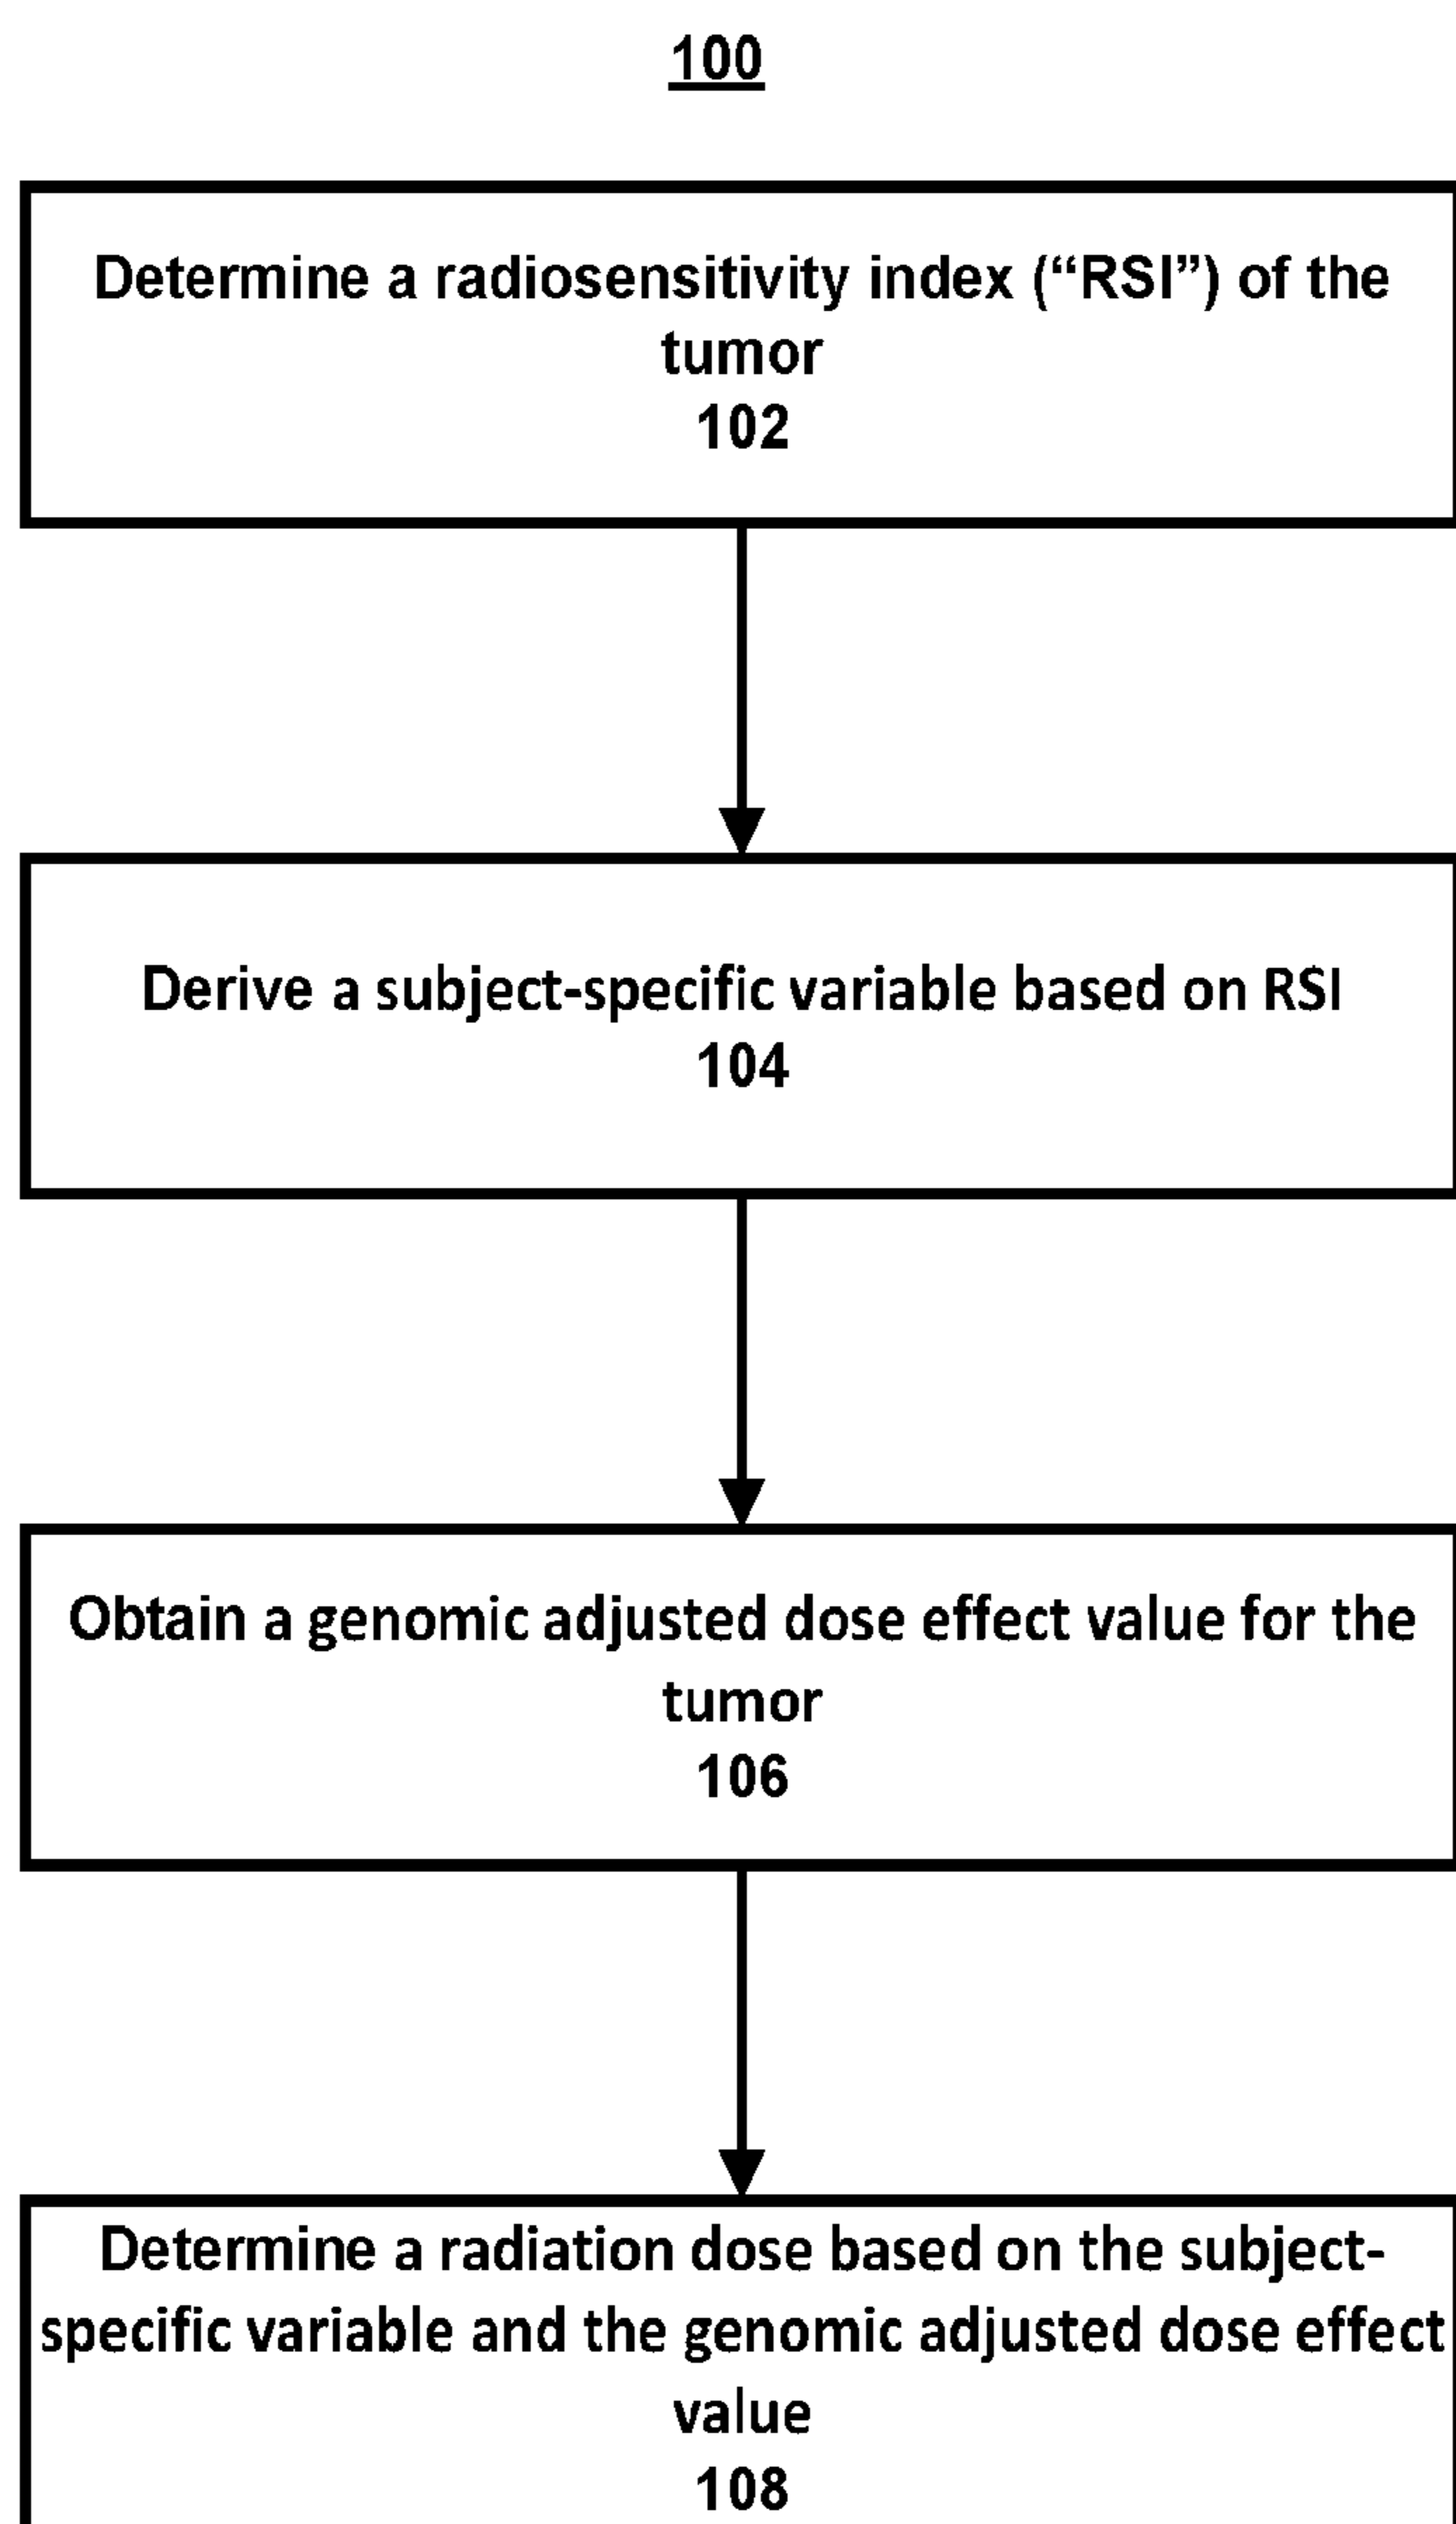 100
Determine a radiosensitivity index (“RSI”) of the
tumor
102
Derive a subject-specific variable based on RSI
104
Obtain a genomic adjusted dose effect value for the
tumor
106
Determine a radiation dose based on the subject-
specific variable and the genomic adjusted dose effect
value
108